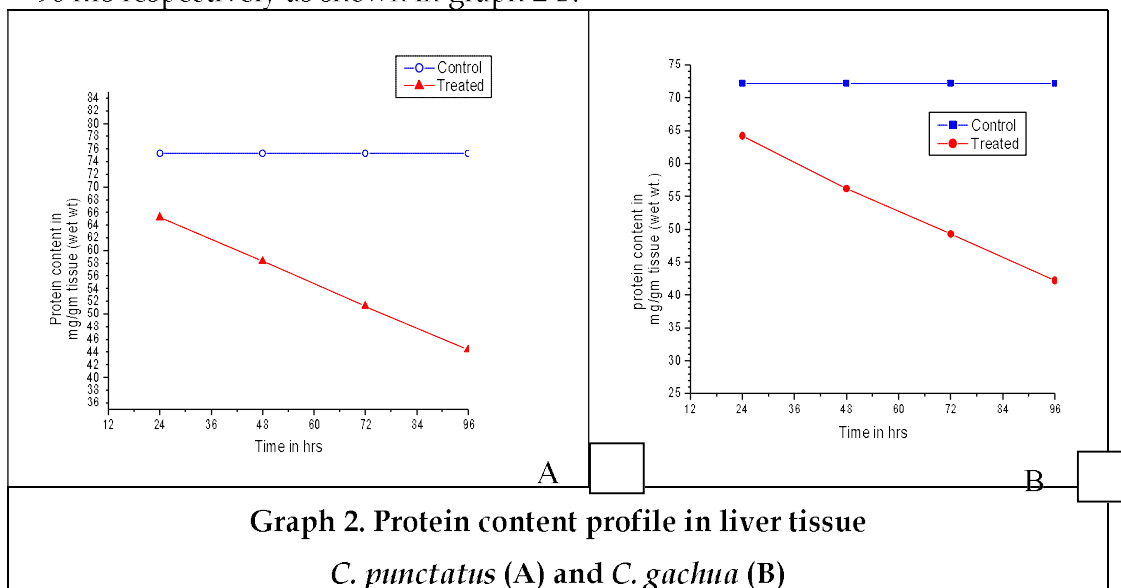 Control
Treated
84
82
80
78
76
74
72
70
68
66
64
62
60
58
56
54
52
50
48
46
44
42
40
38
36
Protein content in
mg/gm tissue (wet wt)
12 24 36 48 60 72 84 96
Time in hrs
A
Control
Treated
75
70
65
60
55
50
45
40
35
30
25
protein content in
mg/gm tissue (wet wt.)
12 24 36 48 60 72 84 96
Time in hrs
B
Graph 2. Protein content profile in liver tissue
C. punctatus (A) and C. gachua (B)